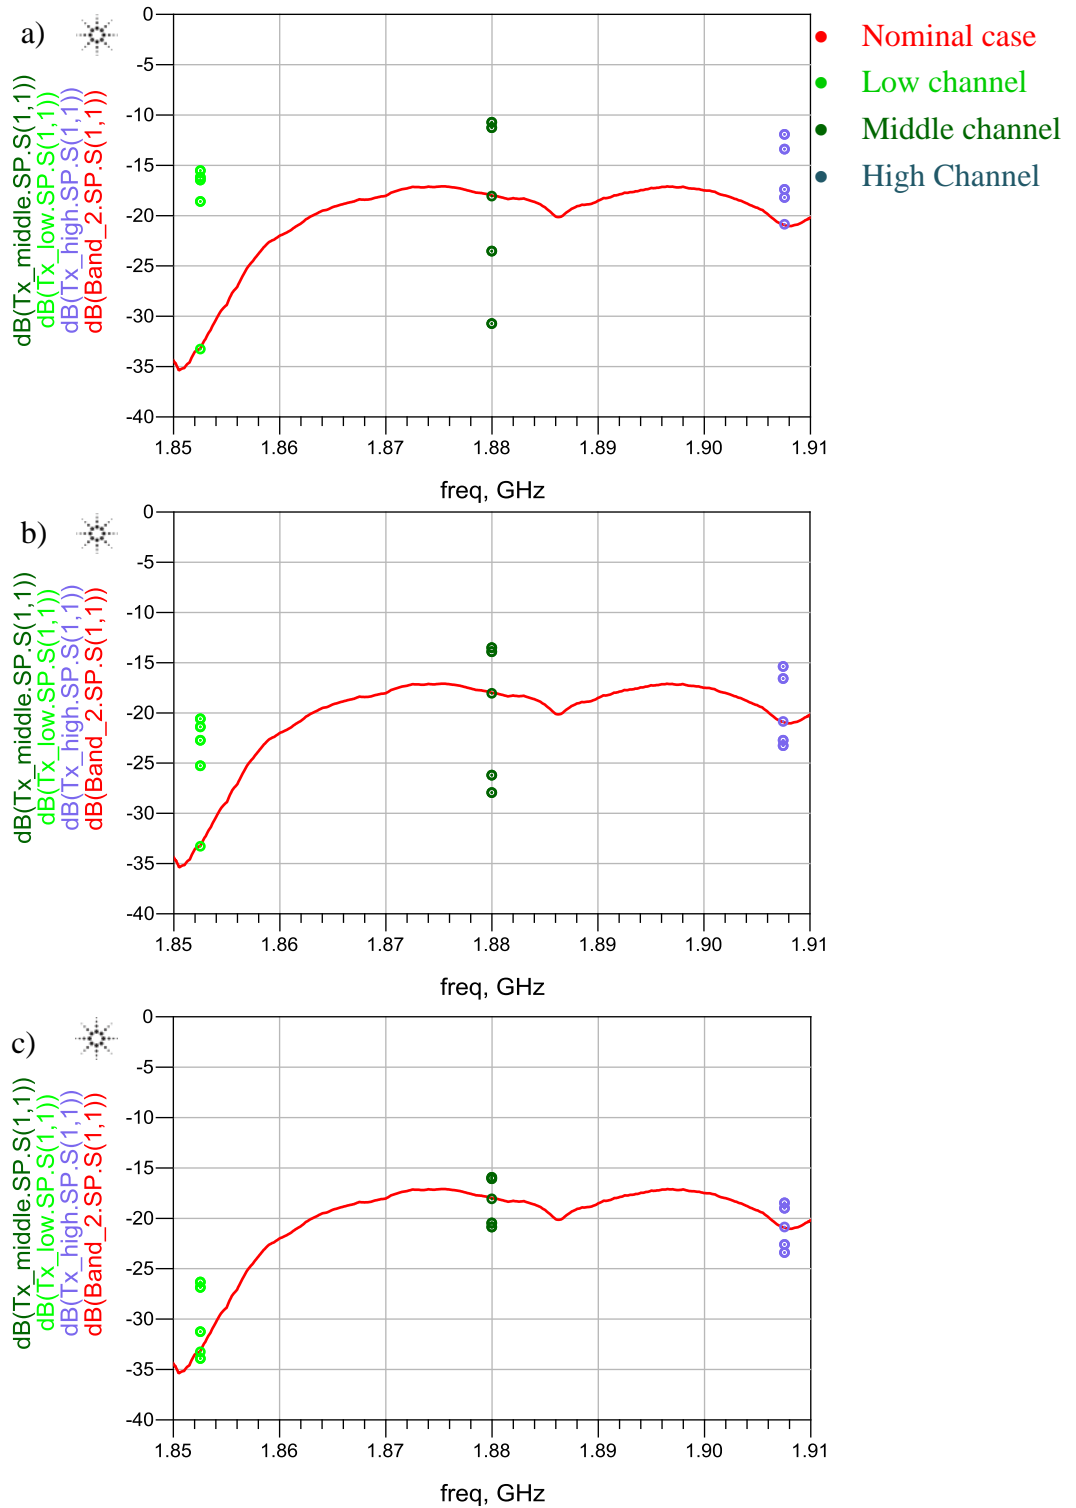 a)
dB(Tx_middle.SP.S(1,1))
dB(Tx_low.SP.S(1,1))
dB(Tx_high.SP.S(1,1))
dB(Band_2.SP.S(1,1))
0
-5
-10
-15
-20
-25
-30
-35
-40
1.85 1.86 1.87 1.88 1.89 1.90 1.91
freq, GHz
Nominal case
Low channel
Middle channel
High Channel
b)
dB(Tx_middle.SP.S(1,1))
dB(Tx_low.SP.S(1,1))
dB(Tx_high.SP.S(1,1))
dB(Band_2.SP.S(1,1))
0
-5
-10
-15
-20
-25
-30
-35
-40
1.85 1.86 1.87 1.88 1.89 1.90 1.91
freq, GHz
c)
dB(Tx_middle.SP.S(1,1))
dB(Tx_low.SP.S(1,1))
dB(Tx_high.SP.S(1,1))
dB(Band_2.SP.S(1,1))
0
-5
-10
-15
-20
-25
-30
-35
-40
1.85 1.86 1.87 1.88 1.89 1.90 1.91
freq, GHz